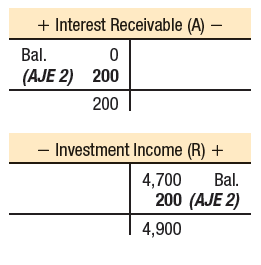 + Interest Receivable (A) −
Bal. 0
(AJE 2) 200
200
− Investment Income (R) +
4,700 Bal.
200 (AJE 2)
4,900